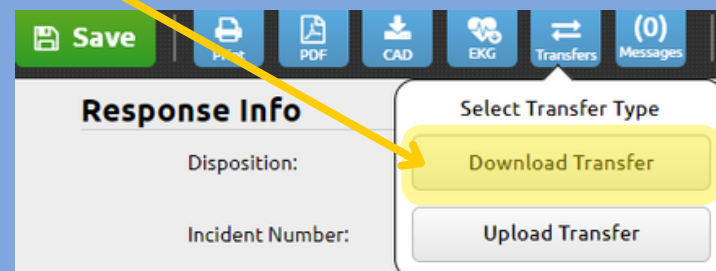 Save
Print
PDF
CAD
EKG
Transfers
(0)
Messages
Response Info
Select Transfer Type
Disposition:
Download Transfer
Incident Number:
Upload Transfer